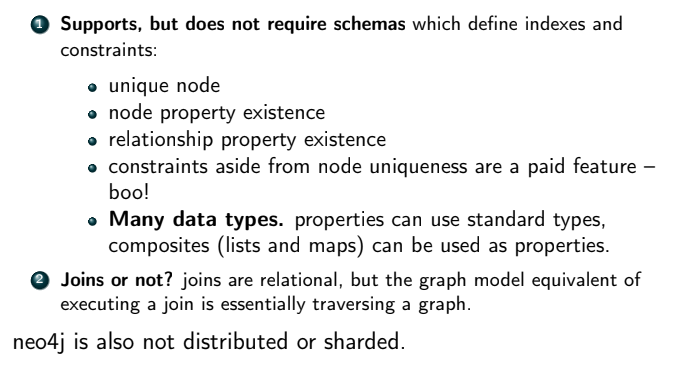 1 Supports, but does not require schemas which define indexes and
constraints:
unique node
node property existence
relationship property existence
constraints aside from node uniqueness are a paid feature –
boo!
Many data types. properties can use standard types,
composites (lists and maps) can be used as properties.
2 Joins or not? joins are relational, but the graph model equivalent of
executing a join is essentially traversing a graph.
neo4j is also not distributed or sharded.